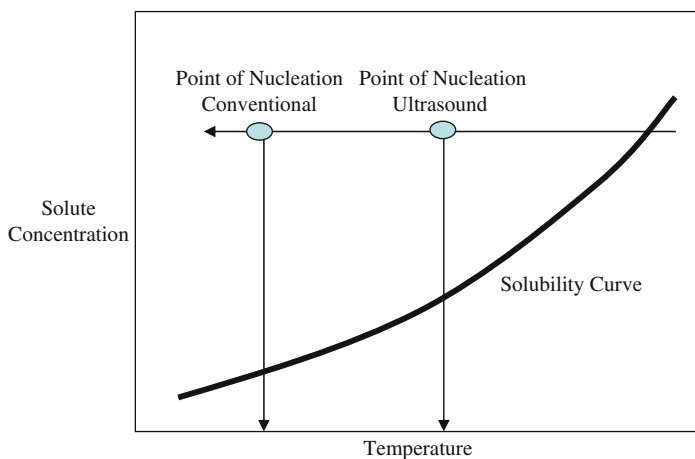 Point of Nucleation
Conventional
Point of Nucleation
Ultrasound
Solute
Concentration
Solubility Curve
Temperature